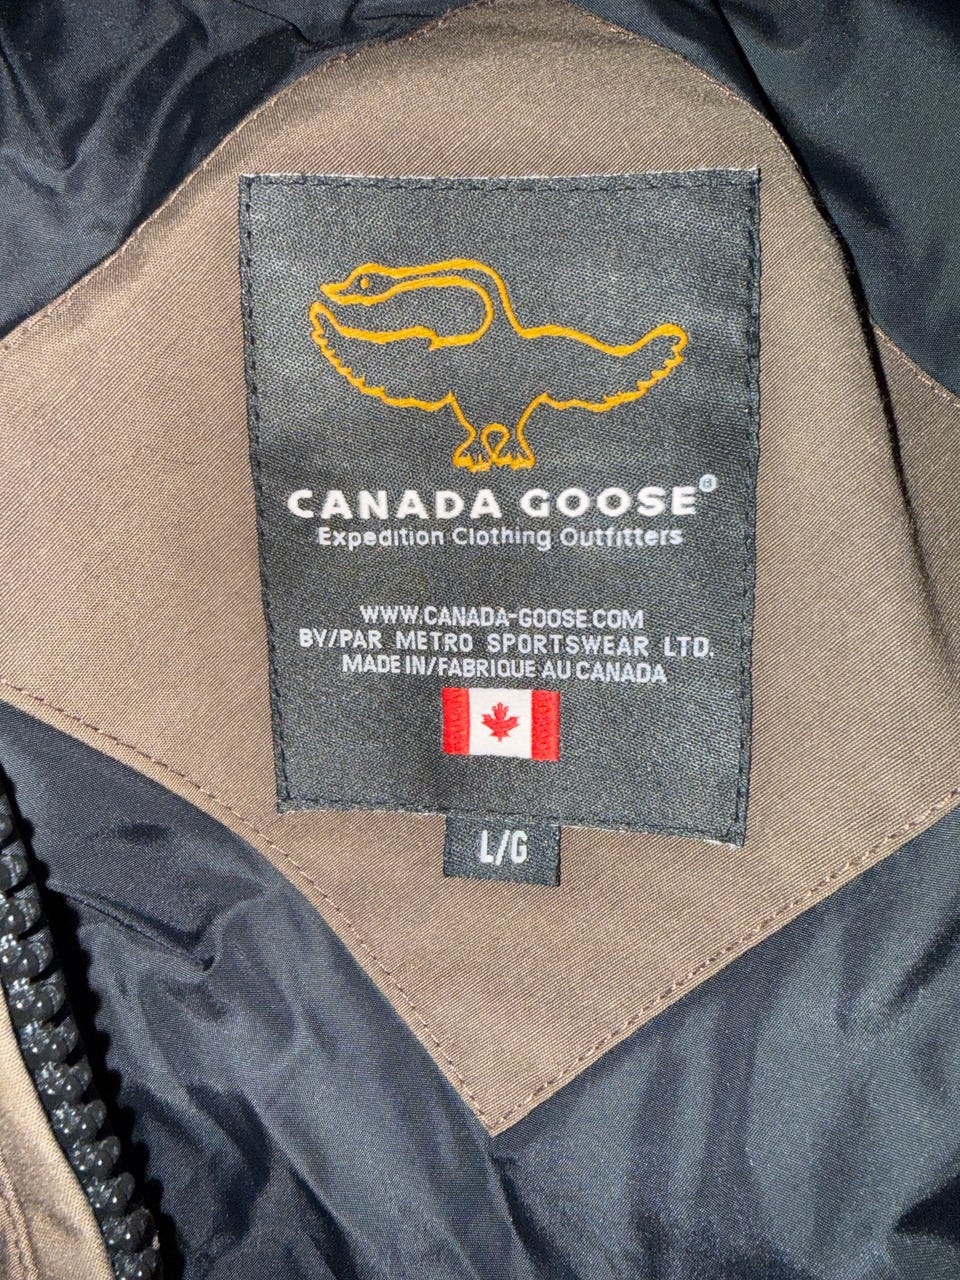 CANADA GOOSE®
Expedition Clothing Outfitters
WWW.CANADA-GOOSE.COM
BY/PAR METRO SPORTSWEAR LTD.
MADE IN/FABRIQUE AU CANADA
L/G